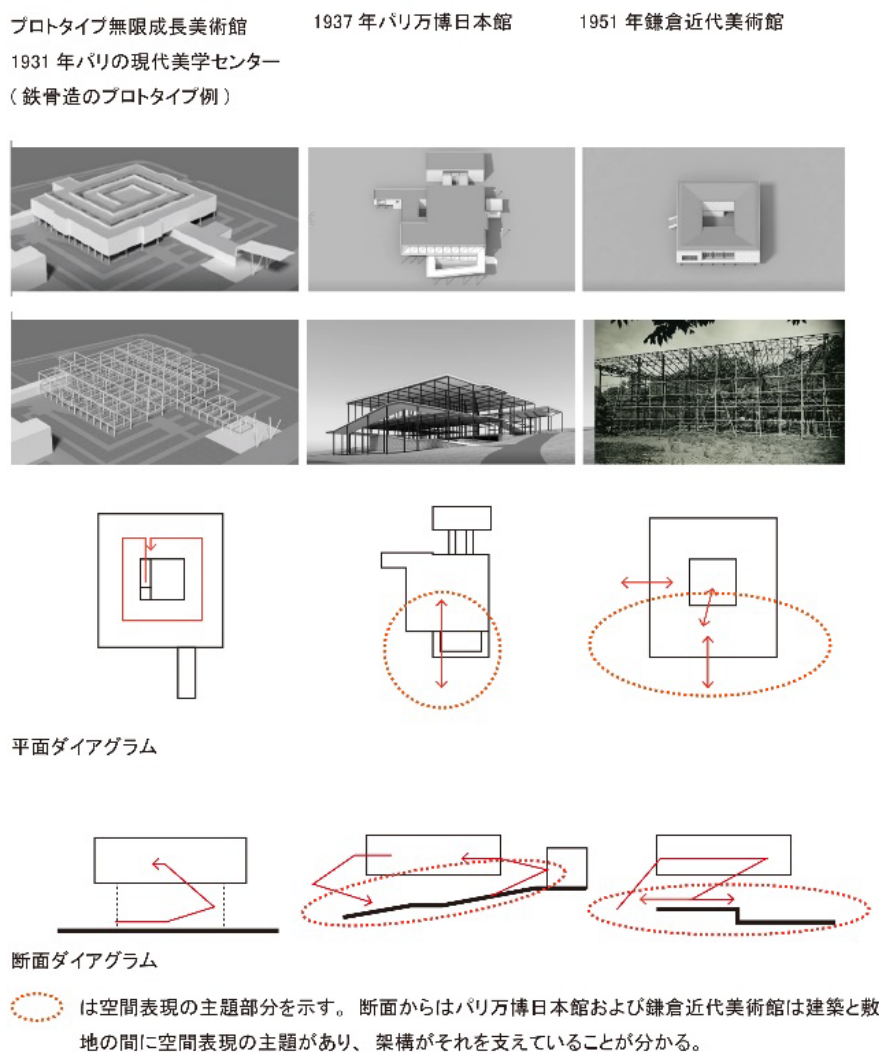 プロトタイプ無限成長美術館
1931 年パリの現代美学センター
( 鉄骨造のプロトタイプ例 )
1937 年パリ万博日本館
1951 年鎌倉近代美術館
平面ダイアグラム
断面ダイアグラム
は空間表現の主題部分を示す。断面からはパリ万博日本館および鎌倉近代美術館は建築と敷
地の間に空間表現の主題があり、架構がそれを支えていることが分かる。